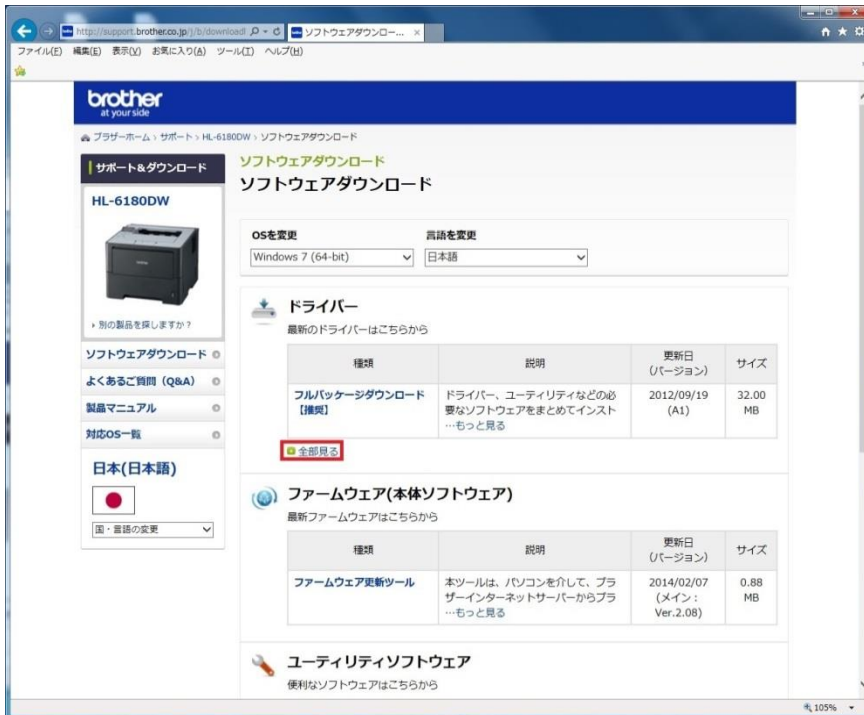 http://support.brother.co.jp/j/b/downloadl
ソフトウェアダウンロー...
ファイル(F) 編集(E) 表示(V) お気に入り(A) ツール(T) ヘルプ(H)
brother
at your side
ブラザーホーム > サポート > HL-6180DW > ソフトウェアダウンロード
サポート&ダウンロード
HL-6180DW
別の製品を探しますか?
ソフトウェアダウンロード
よくあるご質問(Q&A)
製品マニュアル
対応OS一覧
日本(日本語)
国・言語の変更
ソフトウェアダウンロード
ソフトウェアダウンロード
OSを変更 言語を変更
Windows 7 (64-bit) 日本語
ドライバー
最新のドライバーはこちらから
種類 説明 更新日 サイズ
(バージョン)
フルパッケージダウンロード ドライバー、ユーティリティなどの必 2012/09/19 32.00
【推奨】 要なソフトウェアをまとめてインスト (A1) MB
…もっと見る
全部見る
ファームウェア(本体ソフトウェア)
最新ファームウェアはこちらから
種類 説明 更新日 サイズ
(バージョン)
ファームウェア更新ツール 本ツールは、パソコンを介して、ブラ 2014/02/07 0.88
ザーインターネットサーバーからブラ (メイン: MB
…もっと見る Ver.2.08)
ユーティリティソフトウェア
便利なソフトウェアはこちらから
105%